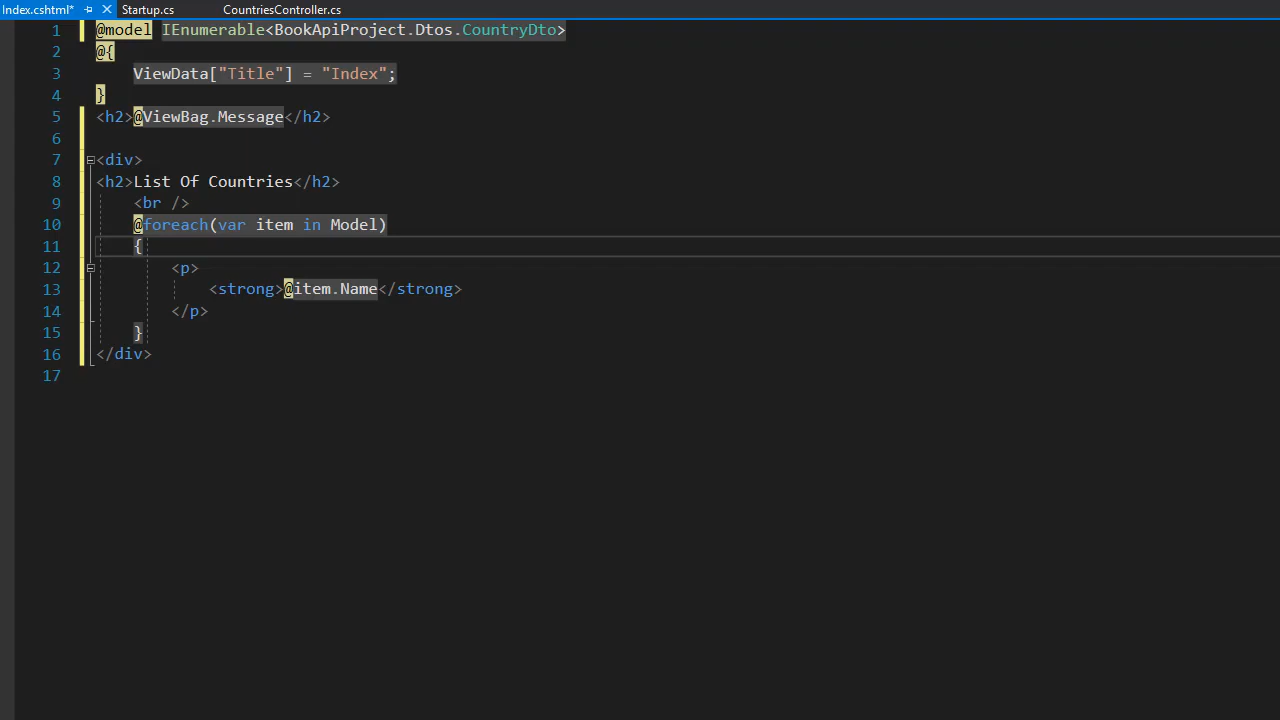 Index.cshtml* Startup.cs CountriesController.cs
1 @model IEnumerable<BookApiProject.Dtos.CountryDto>
2 @{
3 ViewData["Title"] = "Index";
4 }
5 <h2>@ViewBag.Message</h2>
6
7 <div>
8 <h2>List Of Countries</h2>
9 <br />
10 @foreach(var item in Model)
11 {
12 <p>
13 <strong>@item.Name</strong>
14 </p>
15 }
16 </div>
17